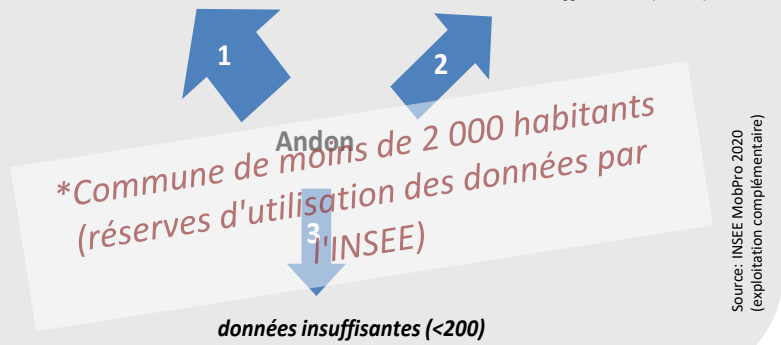 1
2
Andon
*Commune de moins de 2 000 habitants
(réserves d'utilisation des données par
l'INSEE)
3
données insuffisantes (<200)
Source: INSEE MobPro 2020
(exploitation complémentaire)